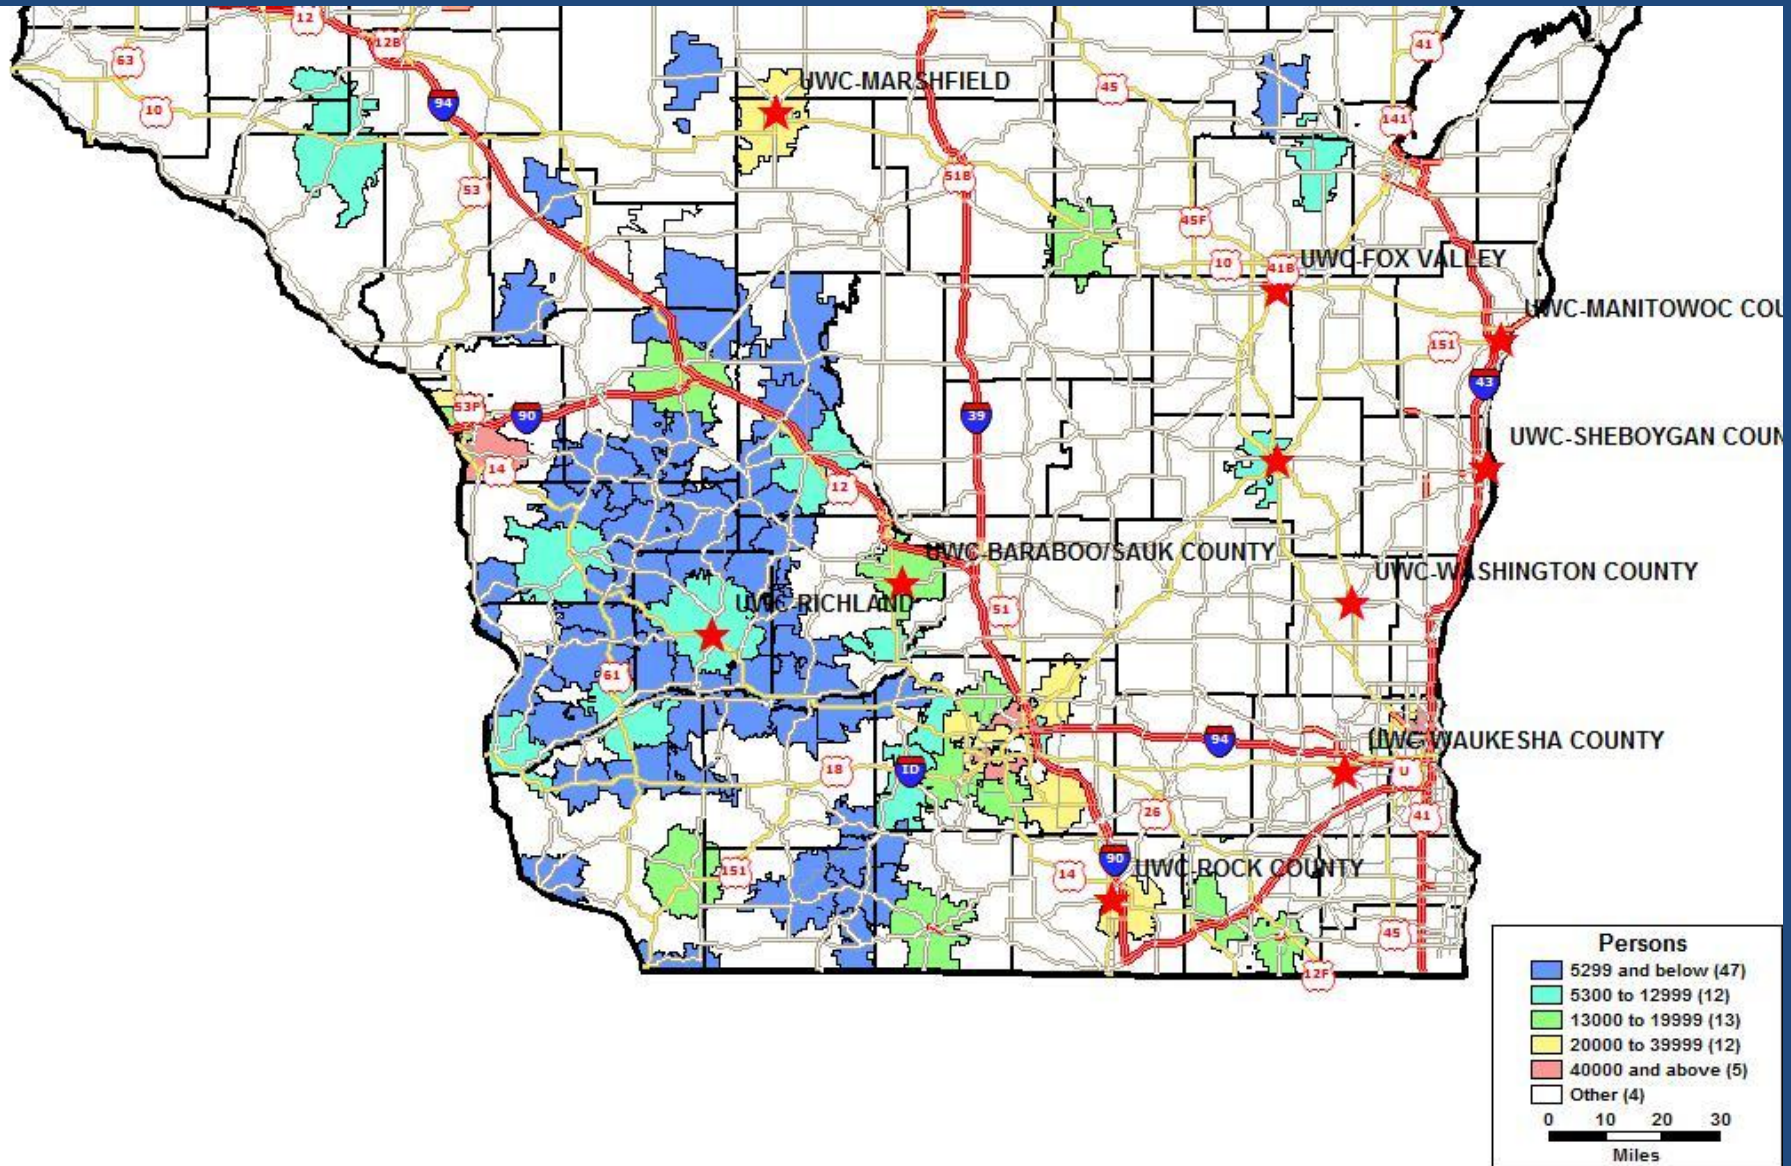 12
12B
63
41
94
UWC-MARSHFIELD
45
10
141
51B
53
45F
UWC-FOX VALLEY
10
41B
UWC-MANITOWOC COU
151
43
53P
90
39
UWC-SHEBOYGAN COUN
14
12
UWC-BARABOO/SAUK COUNTY
UWC-WASHINGTON COUNTY
UWC-RICHLAND
51
61
94
UWC-WAUKESHA COUNTY
18
ID
U
26
41
90
UWC-ROCK COUNTY
151
14
45
12F
Persons
5299 and below (47)
5300 to 12999 (12)
13000 to 19999 (13)
20000 to 39999 (12)
40000 and above (5)
Other (4)
0 10 20 30
Miles